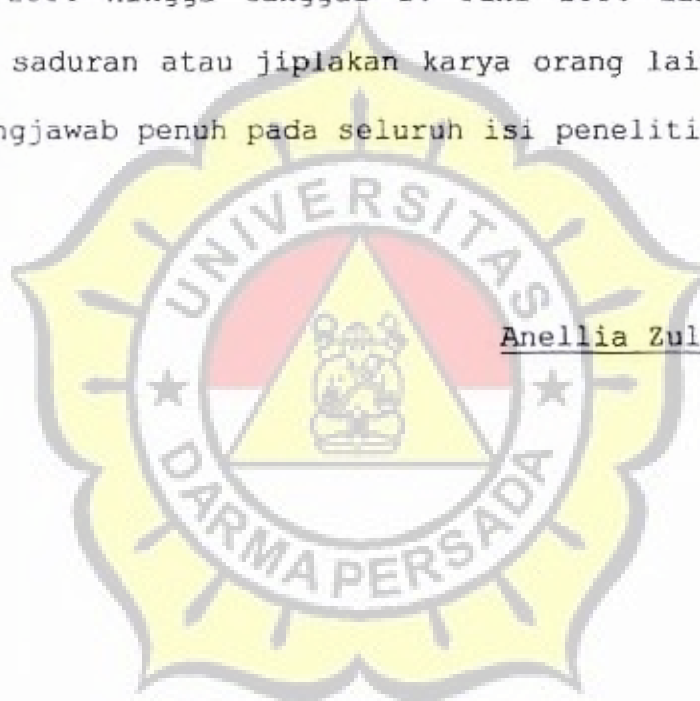 saduran atau jiplakan karya orang lai
ngjawab penuh pada seluruh isi peneliti
UNIVERSITAS
Anellia Zul
DARMA PERSADA